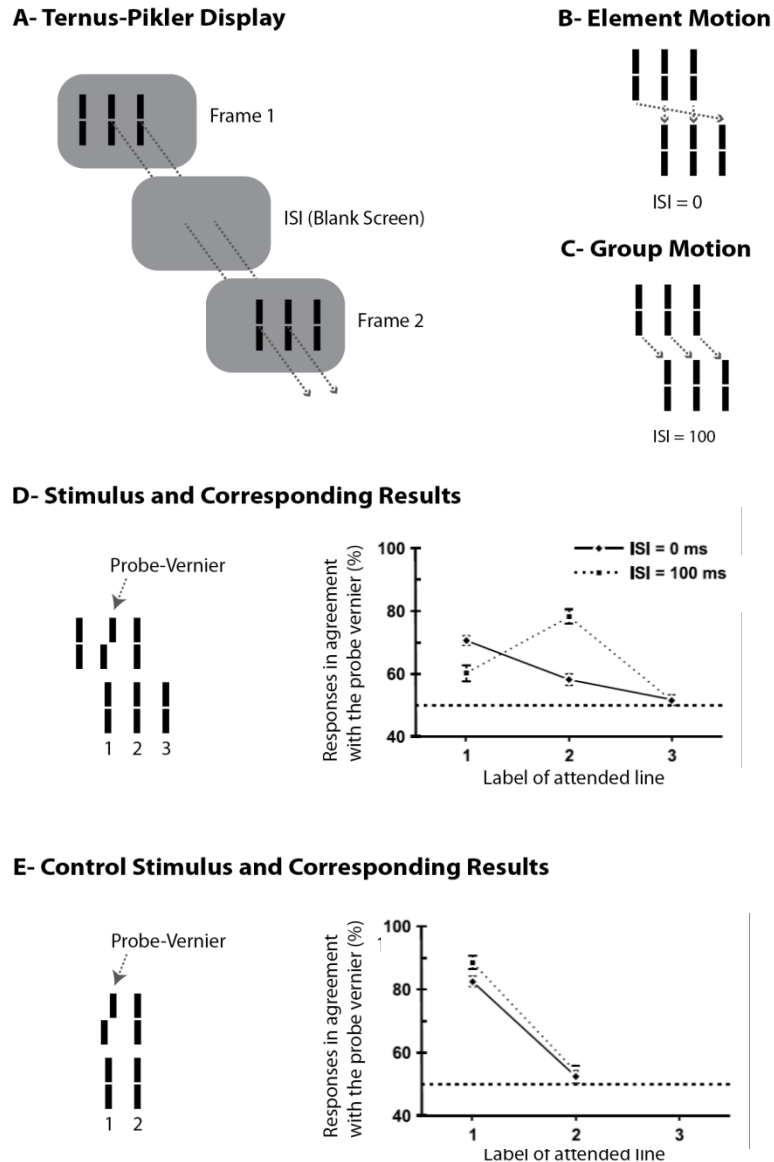 A- Ternus-Pikler Display
Frame 1
ISI (Blank Screen)
Frame 2
B- Element Motion
ISI = 0
C- Group Motion
ISI = 100
D- Stimulus and Corresponding Results
Probe-Vernier
1 2 3
Responses in agreement
with the probe vernier (%)
100
80
60
40
ISI = 0 ms
ISI = 100 ms
1 2 3
Label of attended line
E- Control Stimulus and Corresponding Results
Probe-Vernier
1 2
Responses in agreement
with the probe vernier (%)
100
80
60
40
1 2 3
Label of attended line